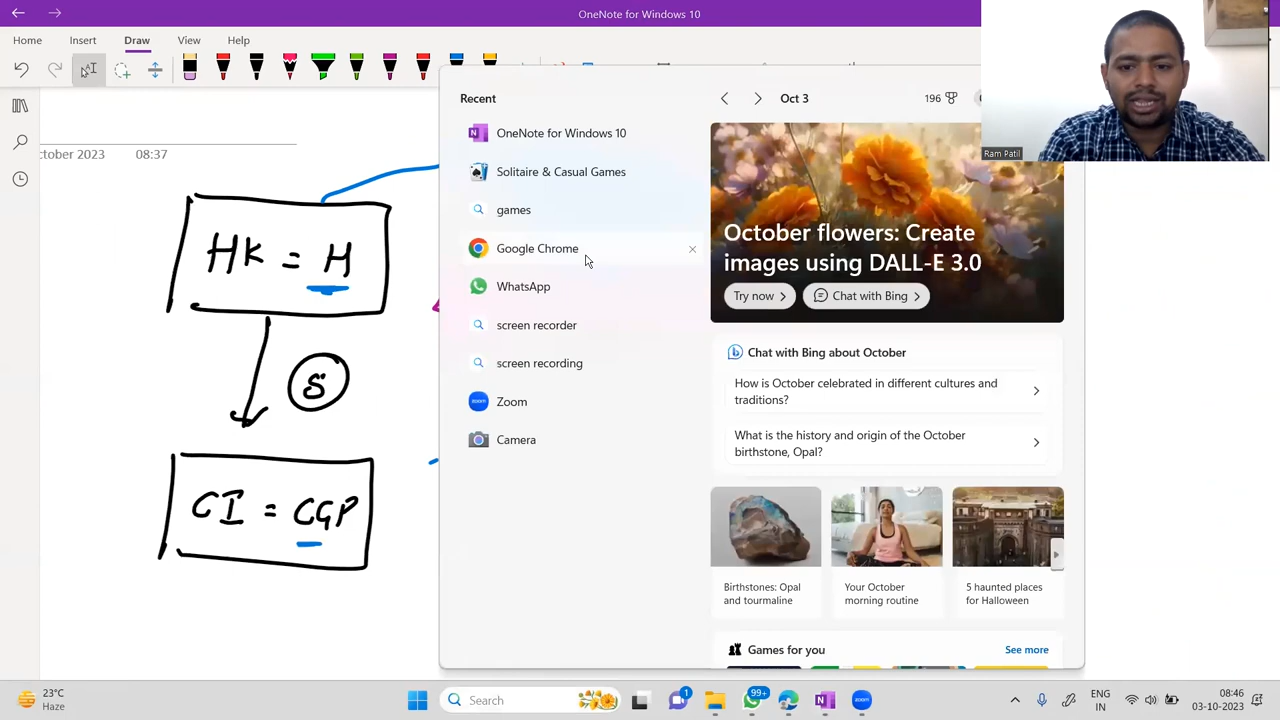 OneNote for Windows 10
Home Insert Draw View Help
ctober 2023 08:37
HK = H
S
CI = CGP
Recent
OneNote for Windows 10
Solitaire & Casual Games
games
Google Chrome
WhatsApp
screen recorder
screen recording
Zoom
Camera
Oct 3
196
October flowers: Create
images using DALL-E 3.0
Try now
Chat with Bing
Chat with Bing about October
How is October celebrated in different cultures and
traditions?
What is the history and origin of the October
birthstone, Opal?
Birthstones: Opal
and tourmaline
Your October
morning routine
5 haunted places
for Halloween
Games for you
See more
Ram Patil
23°C
Haze
Search
1
99+
zoom
ENG
IN
08:46
03-10-2023